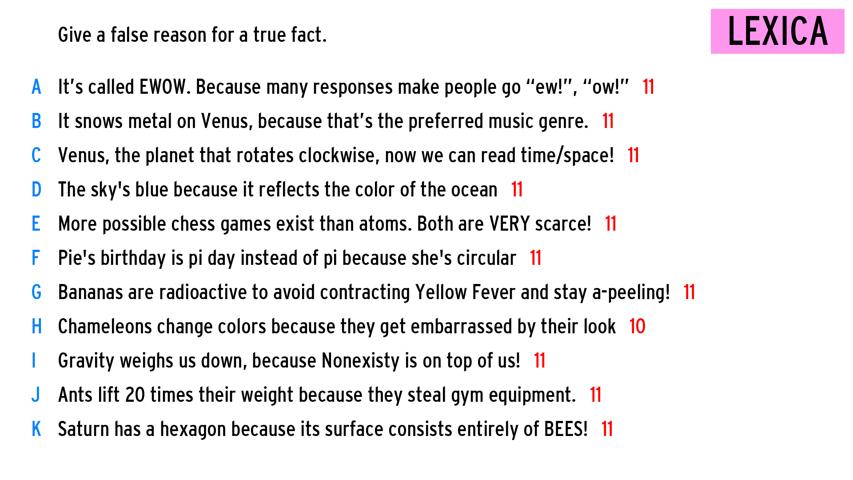 Give a false reason for a true fact.
LEXICA
A It's called EWOW. Because many responses make people go “ew!”, “ow!” 11
B It snows metal on Venus, because that's the preferred music genre. 11
C Venus, the planet that rotates clockwise, now we can read time/space! 11
D The sky's blue because it reflects the color of the ocean 11
E More possible chess games exist than atoms. Both are VERY scarce! 11
F Pie's birthday is pi day instead of pi because she's circular 11
G Bananas are radioactive to avoid contracting Yellow Fever and stay a-peeling! 11
H Chameleons change colors because they get embarrassed by their look 10
I Gravity weighs us down, because Nonexisty is on top of us! 11
J Ants lift 20 times their weight because they steal gym equipment. 11
K Saturn has a hexagon because its surface consists entirely of BEES! 11